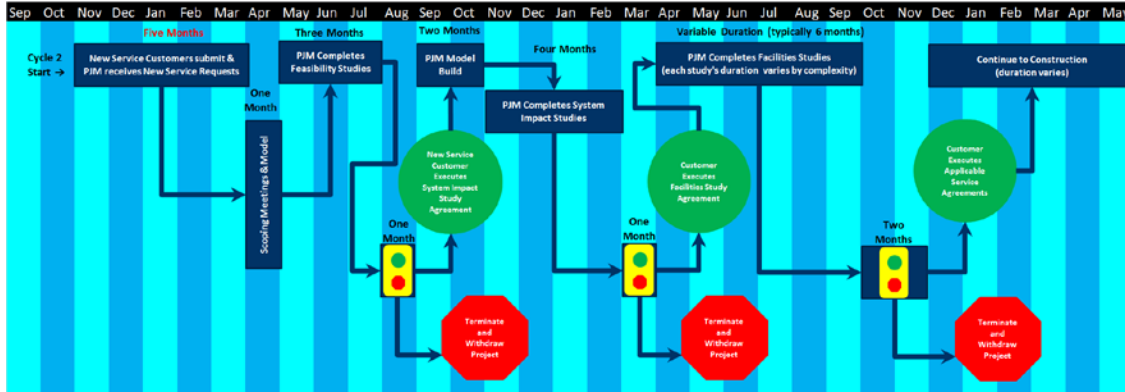 Sep Oct Nov Dec Jan Feb Mar Apr May Jun Jul Aug Sep Oct Nov Dec Jan Feb Mar Apr May Jun Jul Aug Sep Oct Nov Dec Jan Feb Mar Apr May
Five Months
Three Months
Two Months
Four Months
Variable Duration (typically 6 months)
Cycle 2
Start →
New Service Customers submit &
PJM receives New Service Requests
One
Month
Scoping Meetings & Model
PJM Completes
Feasibility Studies
One
Month
New Service
Customer
Executes
System Impact
Study
Agreement
Terminate
and
Withdraw
Project
PJM Model
Build
PJM Completes System
Impact Studies
One
Month
Customer
Executes
Facilities Study
Agreement
Terminate
and
Withdraw
Project
PJM Completes Facilities Studies
(each study's duration varies by complexity)
Two
Months
Customer
Executes
Applicable
Service
Agreements
Terminate
and
Withdraw
Project
Continue to Construction
(duration varies)